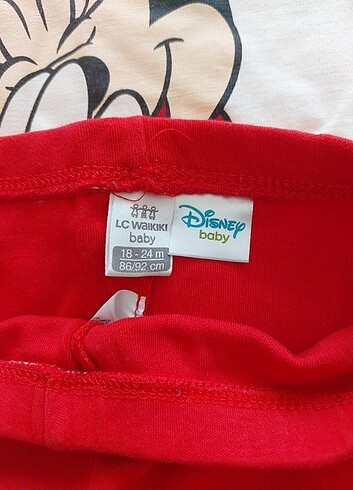 LC WAIKIKI
baby
18 - 24 m
86/92 cm
Disney
baby